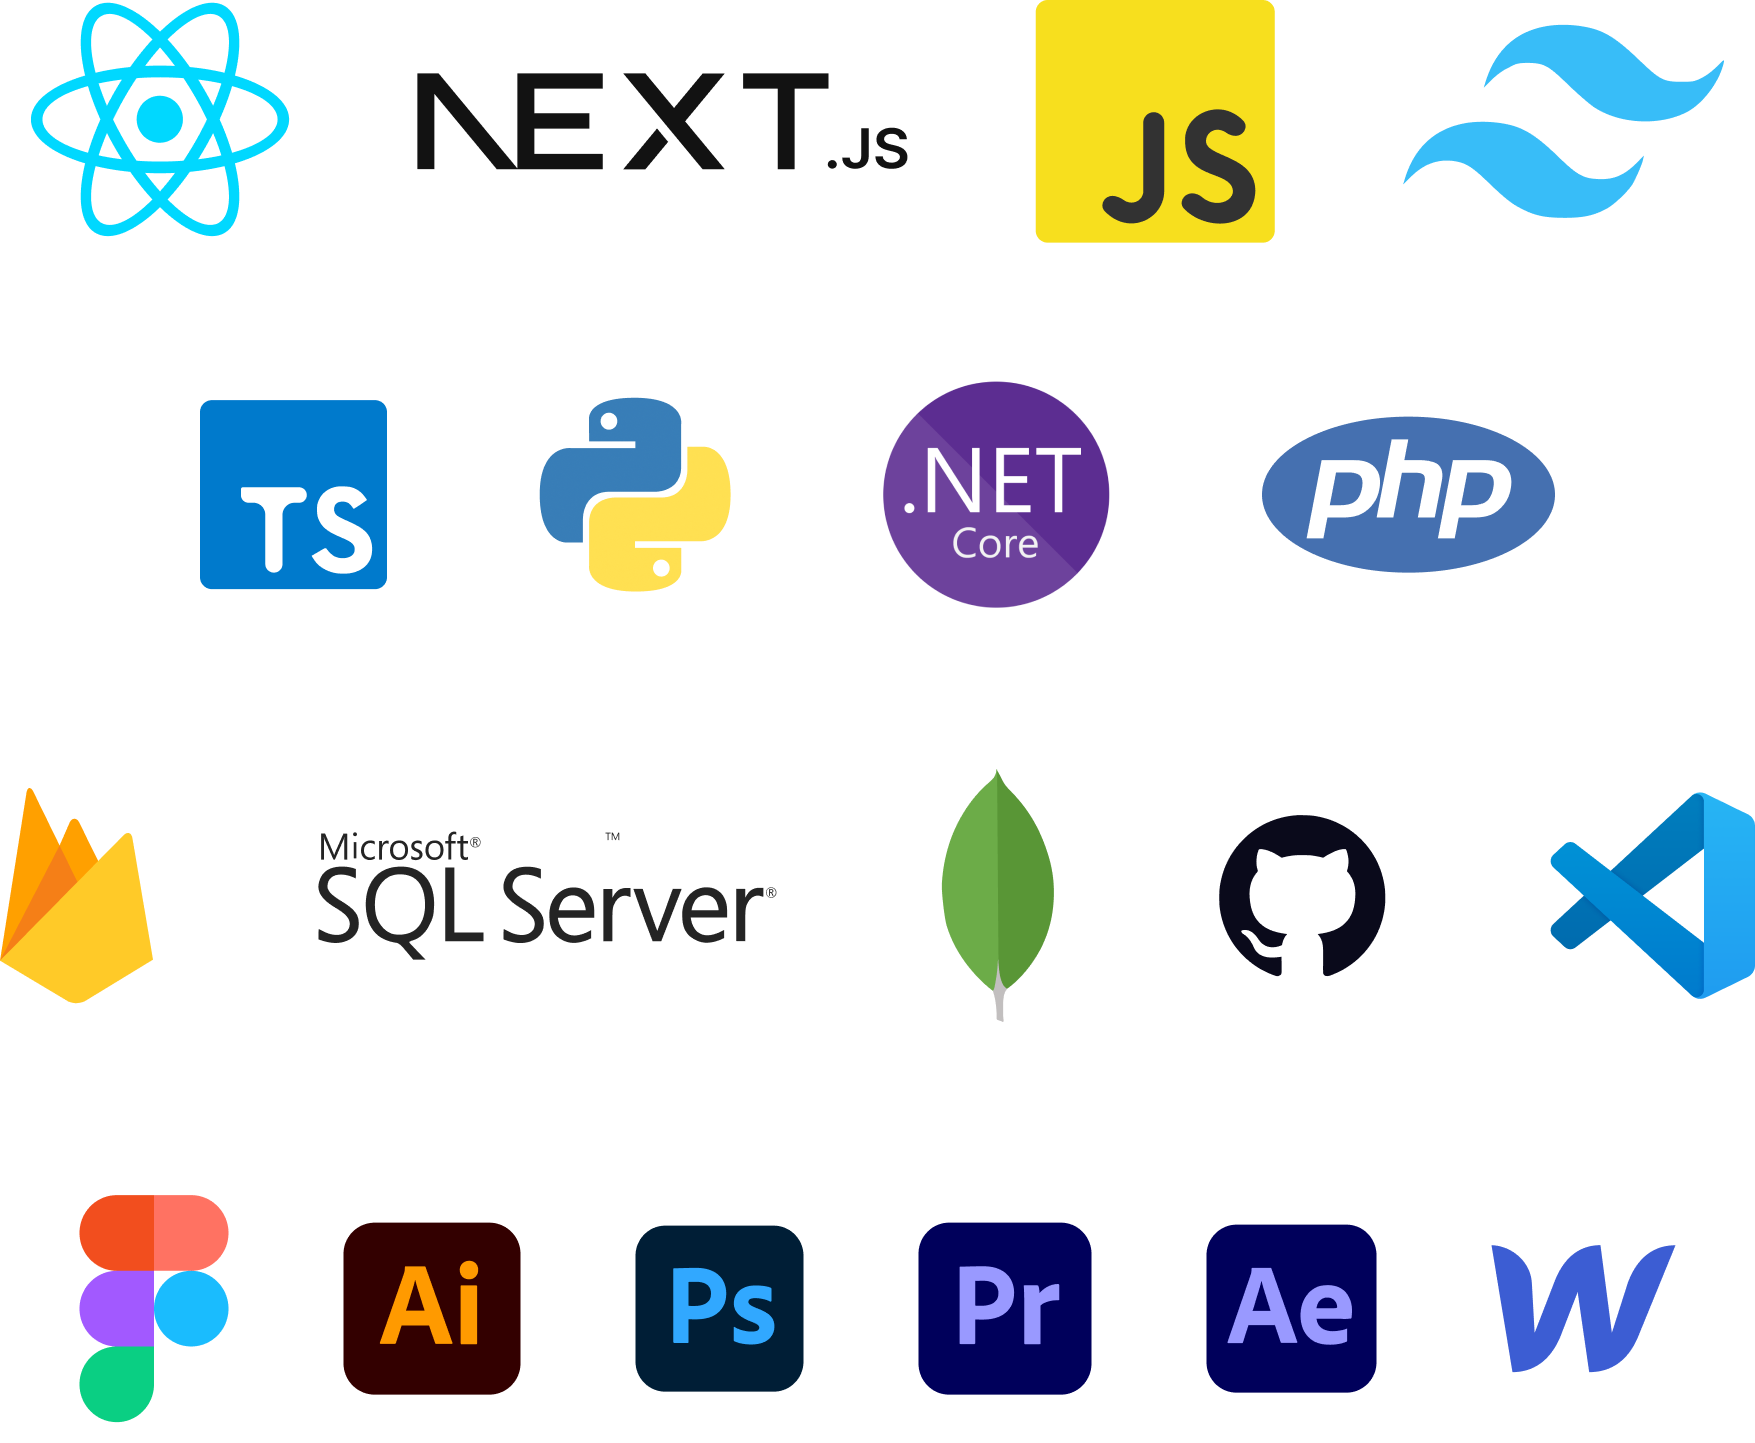 NEXT.JS
JS
TS
.NET
Core
php
Microsoft®
SQL Server®™
Ai
Ps
Pr
Ae